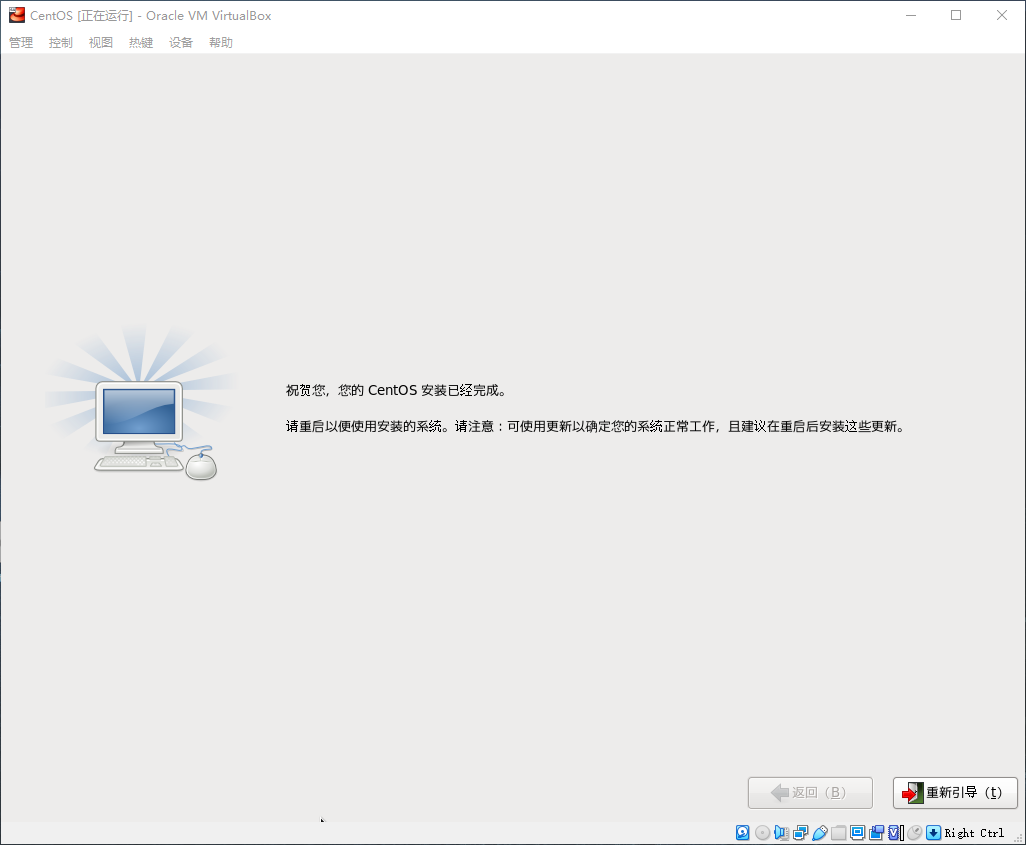 CentOS [正在运行] - Oracle VM VirtualBox
管理 控制 视图 热键 设备 帮助
祝贺您，您的 CentOS 安装已经完成。
请重启以便使用安装的系统。请注意：可使用更新以确定您的系统正常工作，且建议在重启后安装这些更新。
返回（B） 重新引导（t）
Right Ctrl